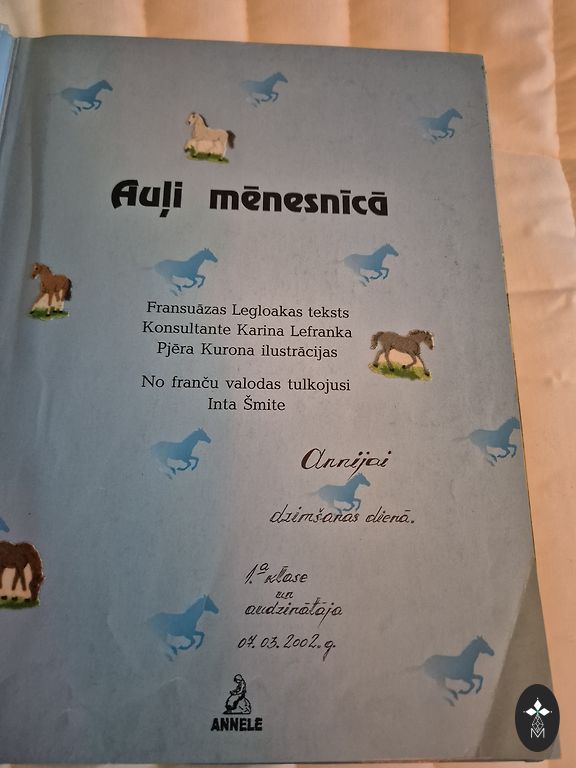 Auļi mēnesnīcā
Fransuāzas Legloakas teksts
Konsultante Karina Lefranka
Pjēra Kurona ilustrācijas
No franču valodas tulkojusi
Inta Šmite
Annijai
dzimšanas dienā.
1.a klase
un
audzinātāja
07.03.2002.g.
ANNELE
M